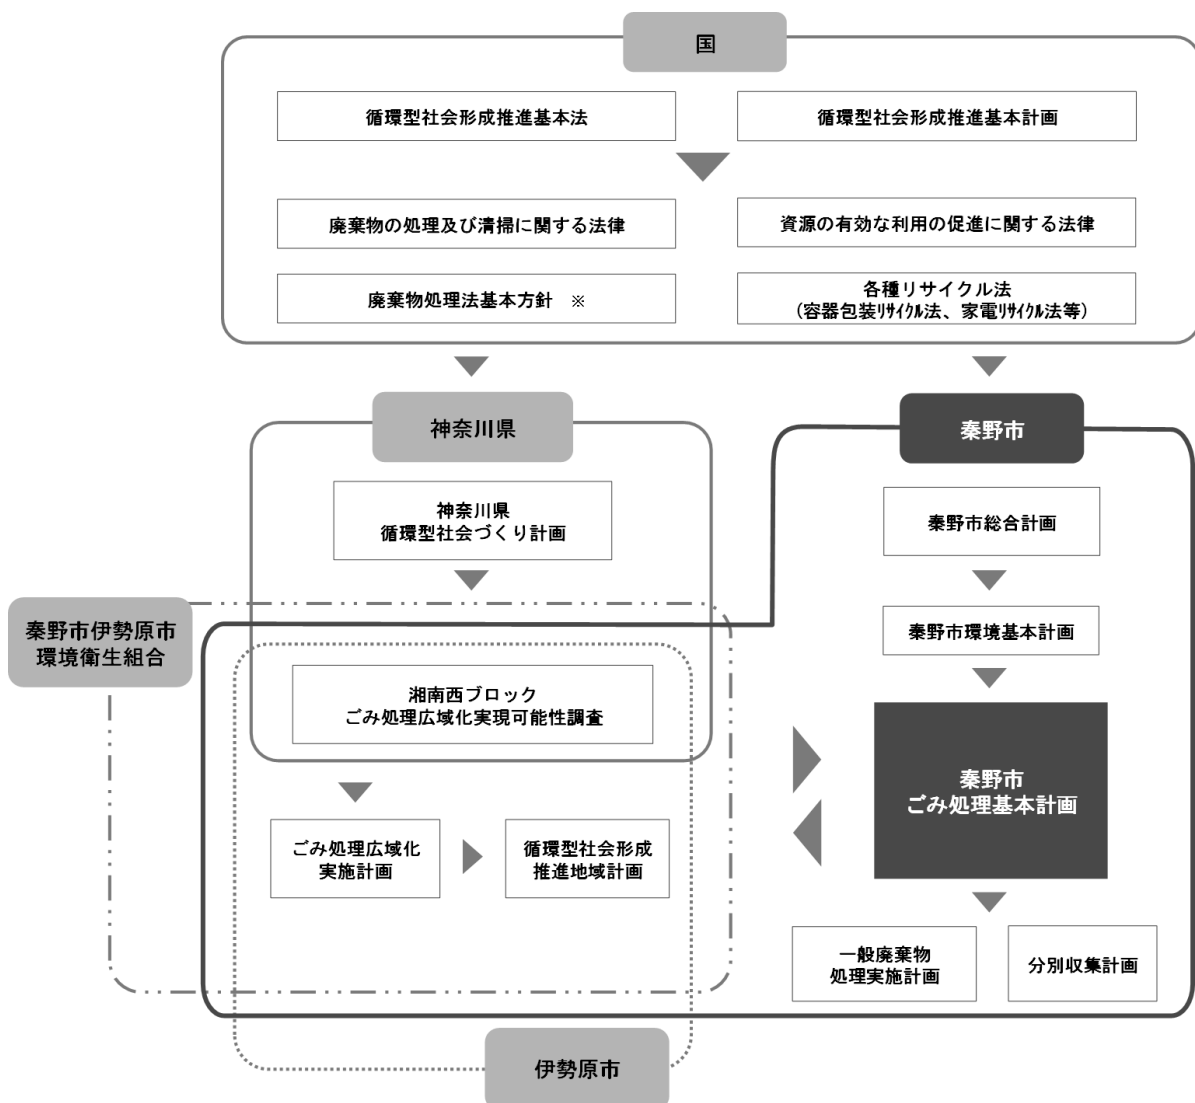 国
循環型社会形成推進基本法
循環型社会形成推進基本計画
廃棄物の処理及び清掃に関する法律
資源の有効な利用の促進に関する法律
廃棄物処理法基本方針　※
各種リサイクル法
（容器包装ﾘｻｲｸﾙ法、家電ﾘｻｲｸﾙ法等）
神奈川県
神奈川県
循環型社会づくり計画
秦野市
秦野市総合計画
秦野市環境基本計画
秦野市伊勢原市
環境衛生組合
湘南西ブロック
ごみ処理広域化実現可能性調査
ごみ処理広域化
実施計画
循環型社会形成
推進地域計画
秦野市
ごみ処理基本計画
一般廃棄物
処理実施計画
分別収集計画
伊勢原市